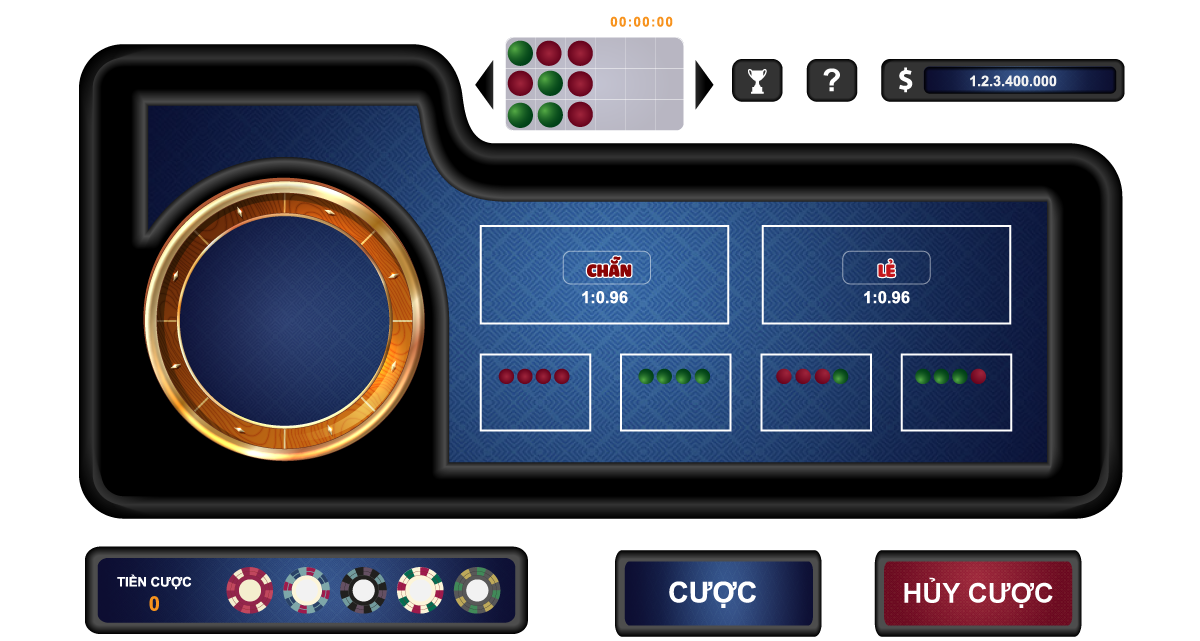 00:00:00
?
$ 1.2.3.400.000
CHẴN
1:0.96
LẺ
1:0.96
TIỀN CƯỢC
0
CƯỢC
HỦY CƯỢC